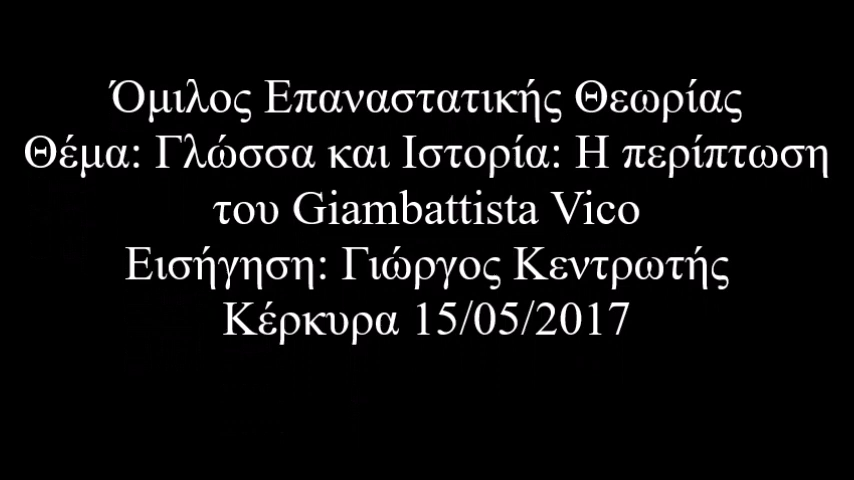 Όμιλος Επαναστατικής Θεωρίας
Θέμα: Γλώσσα και Ιστορία: Η περίπτωση
του Giambattista Vico
Εισήγηση: Γιώργος Κεντρωτής
Κέρκυρα 15/05/2017